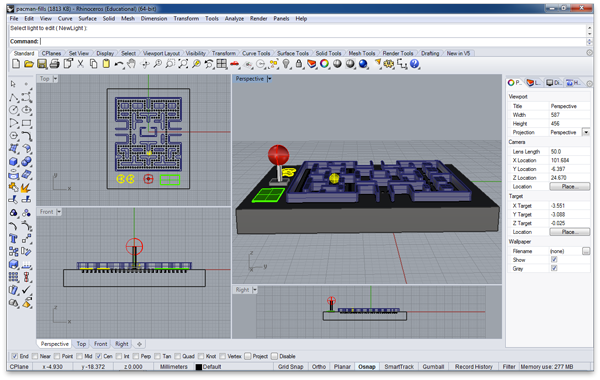 pacman-fills (1813 KB) - Rhinoceros (Educational) (64-bit)
File Edit View Curve Surface Solid Mesh Dimension Transform Tools Analyze Render Panels Help
Select light to edit ( NewLight ):
Command:
Standard CPlanes Set View Display Select Viewport Layout Visibility Transform Curve Tools Surface Tools Solid Tools Mesh Tools Render Tools Drafting New in V5
Top
Perspective
Front
Right
y
x
z
x
z
y
z
y
P... L... Di... H...
Viewport
Title Perspective
Width 587
Height 456
Projection Perspective
Camera
Lens Length 50.0
X Location 101.684
Y Location -6.397
Z Location 24.670
Location Place...
Target
X Target -3.551
Y Target -3.088
Z Target -0.025
Location Place...
Wallpaper
Filename (none)
Show
Gray
Perspective Top Front Right
End Near Point Mid Cen Int Perp Tan Quad Knot Vertex Project Disable
CPlane x -4.930 y -18.372 z 0.000 Millimeters Default Grid Snap Ortho Planar Osnap SmartTrack Gumball Record History Filter Memory use: 277 MB